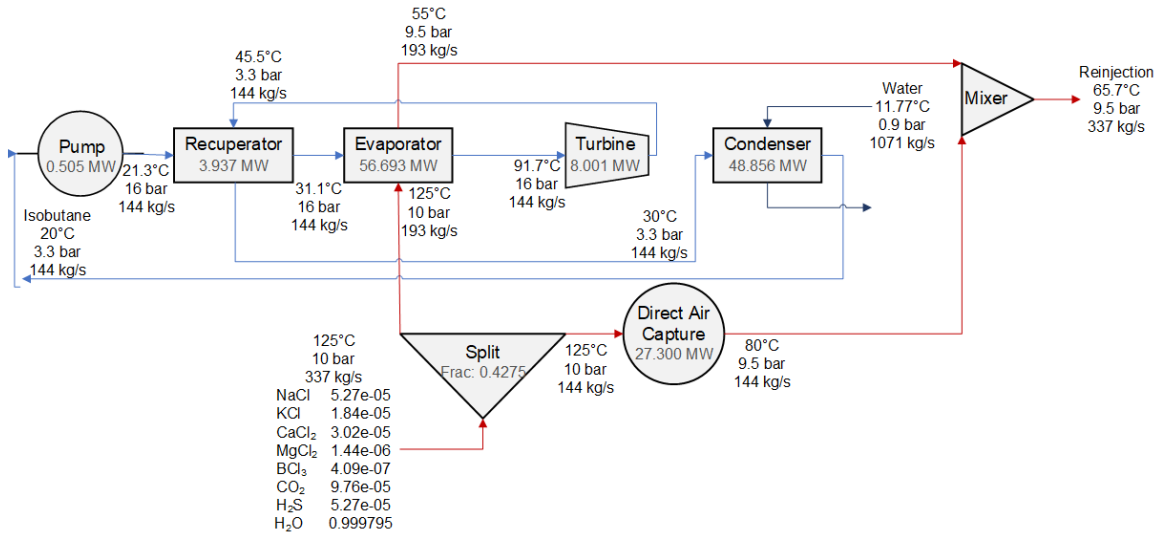 55°C
9.5 bar
193 kg/s
45.5°C
3.3 bar
144 kg/s
Pump
0.505 MW
Recuperator
3.937 MW
Evaporator
56.693 MW
Turbine
8.001 MW
Condenser
48.856 MW
Water
11.77°C
0.9 bar
1071 kg/s
Mixer
Reinjection
65.7°C
9.5 bar
337 kg/s
21.3°C
16 bar
144 kg/s
31.1°C
16 bar
144 kg/s
125°C
10 bar
193 kg/s
91.7°C
16 bar
144 kg/s
Isobutane
20°C
3.3 bar
144 kg/s
30°C
3.3 bar
144 kg/s
Direct Air
Capture
27.300 MW
Split
Frac: 0.4275
125°C
10 bar
144 kg/s
80°C
9.5 bar
144 kg/s
125°C
10 bar
337 kg/s
NaCl 5.27e-05
KCl 1.84e-05
CaCl₂ 3.02e-05
MgCl₂ 1.44e-06
BCl₃ 4.09e-07
CO₂ 9.76e-05
H₂S 5.27e-05
H₂O 0.999795